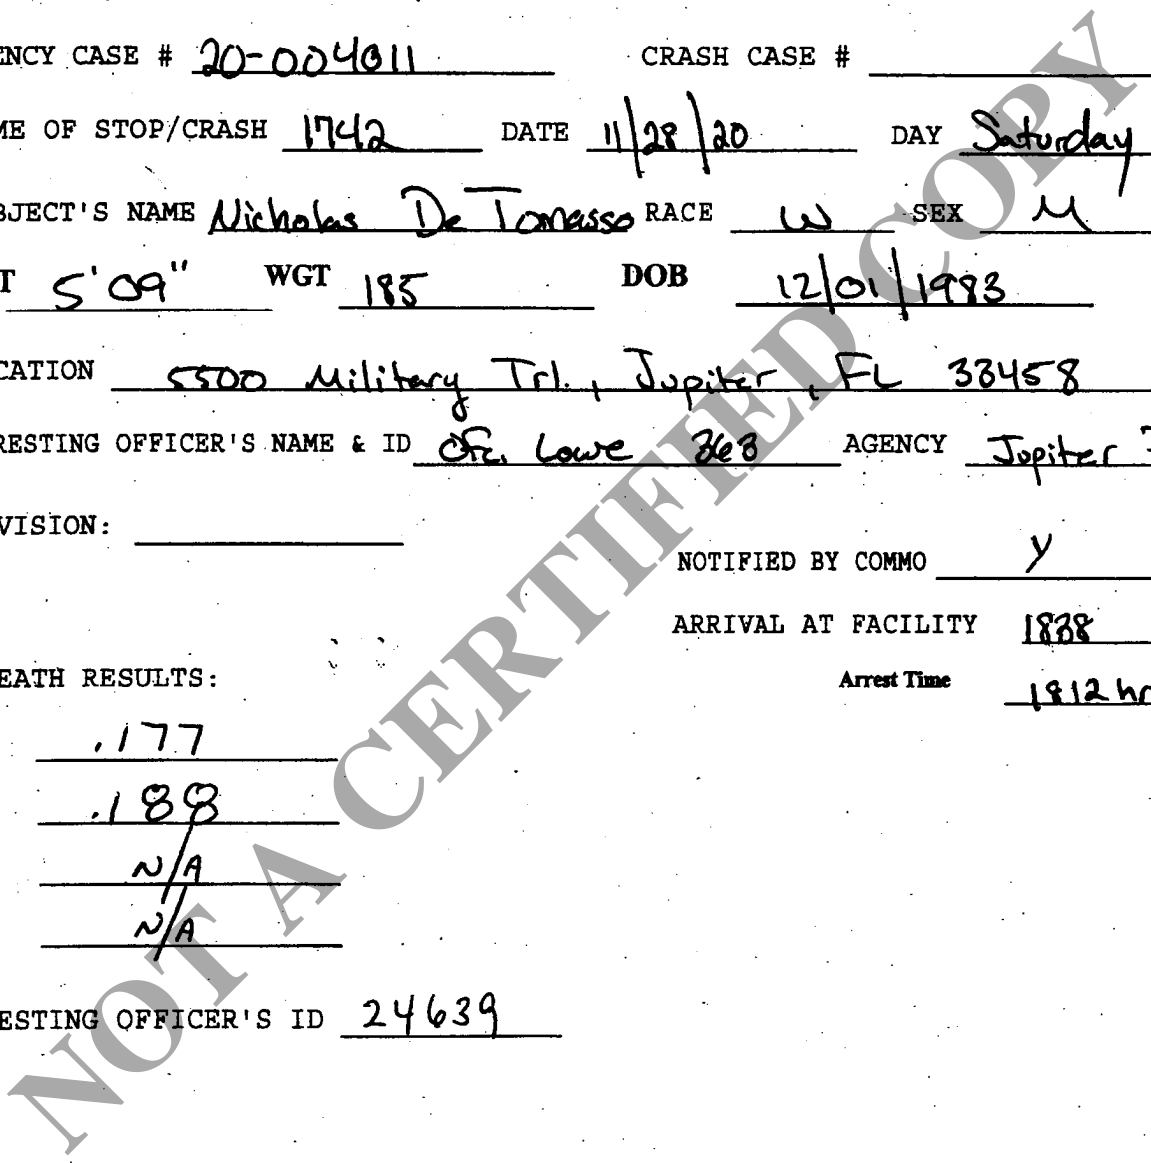 ENCY CASE # 20-004011 CRASH CASE #
ME OF STOP/CRASH 1742 DATE 11/28/20 DAY Saturday
BJECT'S NAME Nicholas De Tomasso RACE W SEX M
T 5'09" WGT 185 DOB 12/01/1983
CATION 5500 Military Trl., Jupiter, FL 33458
RESTING OFFICER'S NAME & ID Ofc. Lowe 363 AGENCY Jupiter
VISION:
NOTIFIED BY COMMO Y
ARRIVAL AT FACILITY 1838
EATH RESULTS:
Arrest Time 1812 hr
.177
.188
N/A
N/A
ESTING OFFICER'S ID 24639
NOT A CERTIFIED COPY